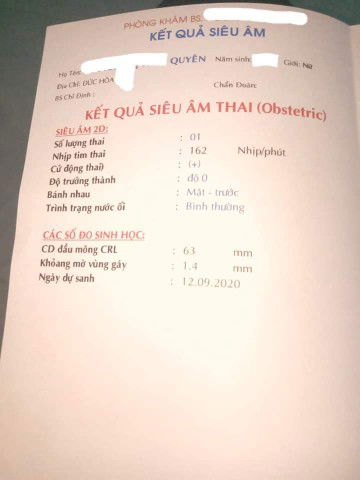 PHÒNG KHÁM BS.
KẾT QUẢ SIÊU ÂM
Họ Tên: QUYÊN Năm sinh: Giới: Nữ
Địa Chỉ: ĐỨC HÒA Chẩn Đoán:
BS Chỉ Định :
KẾT QUẢ SIÊU ÂM THAI (Obstetric)
SIÊU ÂM 2D:
Số lượng thai : 01
Nhịp tim thai : 162 Nhịp/phút
Cử động thai) : (+)
Độ trưởng thành : độ 0
Bánh nhau : Mặt - trước
Trình trạng nước ối : Bình thường
CÁC SỐ ĐO SINH HỌC:
CD đầu mông CRL : 63 mm
Khoảng mờ vùng gáy : 1.4 mm
Ngày dự sanh : 12.09.2020